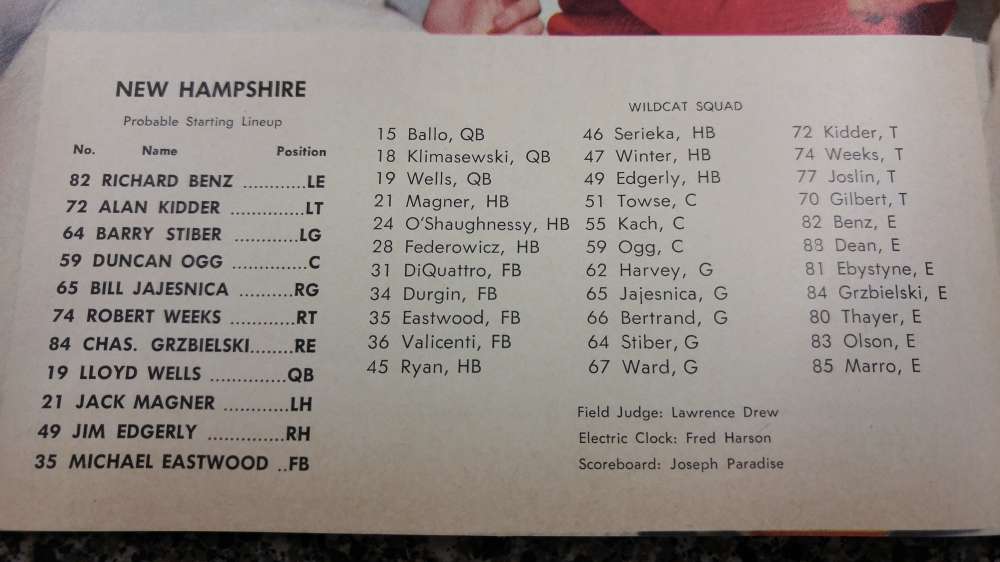 NEW HAMPSHIRE
Probable Starting Lineup
No. Name Position
82 RICHARD BENZ ............LE
72 ALAN KIDDER .............LT
64 BARRY STIBER ...........LG
59 DUNCAN OGG .............C
65 BILL JAJESNICA ..........RG
74 ROBERT WEEKS ...........RT
84 CHAS. GRZBIELSKI........RE
19 LLOYD WELLS .............QB
21 JACK MAGNER ............LH
49 JIM EDGERLY .............RH
35 MICHAEL EASTWOOD ..FB
WILDCAT SQUAD
15 Ballo, QB
18 Klimasewski, QB
19 Wells, QB
21 Magner, HB
24 O'Shaughnessy, HB
28 Federowicz, HB
31 DiQuattro, FB
34 Durgin, FB
35 Eastwood, FB
36 Valicenti, FB
45 Ryan, HB
46 Serieka, HB
47 Winter, HB
49 Edgerly, HB
51 Towse, C
55 Kach, C
59 Ogg, C
62 Harvey, G
65 Jajesnica, G
66 Bertrand, G
64 Stiber, G
67 Ward, G
72 Kidder, T
74 Weeks, T
77 Joslin, T
70 Gilbert, T
82 Benz, E
88 Dean, E
81 Ebystyne, E
84 Grzbielski, E
80 Thayer, E
83 Olson, E
85 Marro, E
Field Judge: Lawrence Drew
Electric Clock: Fred Harson
Scoreboard: Joseph Paradise